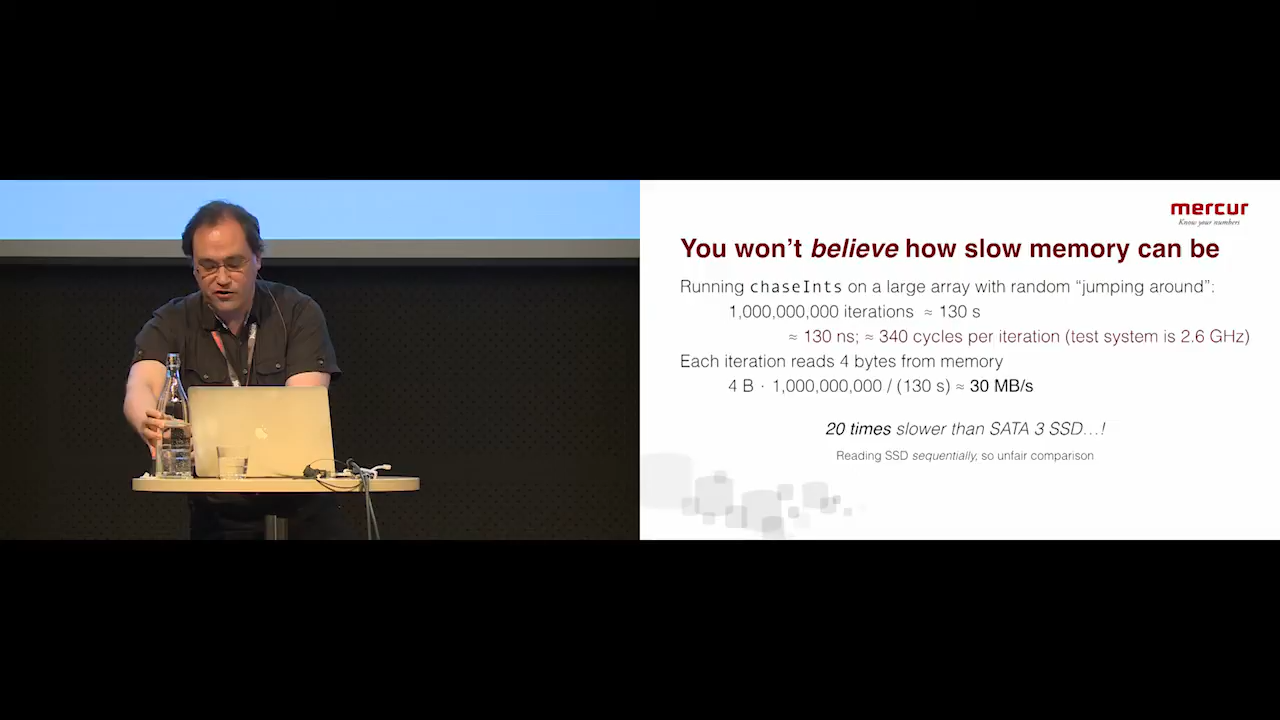 mercur
Know your numbers
You won't believe how slow memory can be
Running chaseInts on a large array with random “jumping around”:
1,000,000,000 iterations ≈ 130 s
≈ 130 ns; ≈ 340 cycles per iteration (test system is 2.6 GHz)
Each iteration reads 4 bytes from memory
4 B · 1,000,000,000 / (130 s) ≈ 30 MB/s
20 times slower than SATA 3 SSD…!
Reading SSD sequentially, so unfair comparison